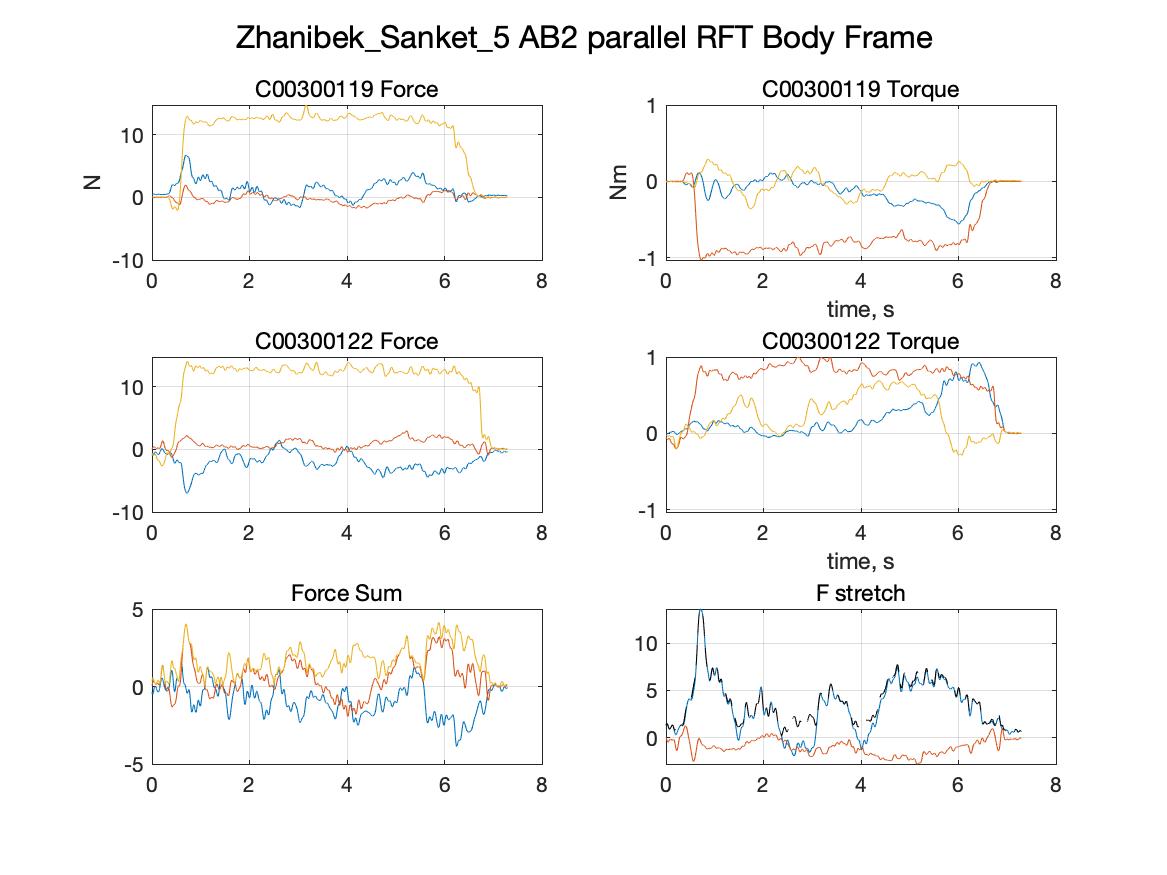 Zhanibek_Sanket_5 AB2 parallel RFT Body Frame
C00300119 Force
C00300119 Torque
N
10
0
-10
0 2 4 6 8
Nm
1
0
-1
0 2 4 6 8
time, s
C00300122 Force
C00300122 Torque
10
0
-10
0 2 4 6 8
1
0
-1
0 2 4 6 8
time, s
Force Sum
F stretch
5
0
-5
0 2 4 6 8
10
5
0
0 2 4 6 8